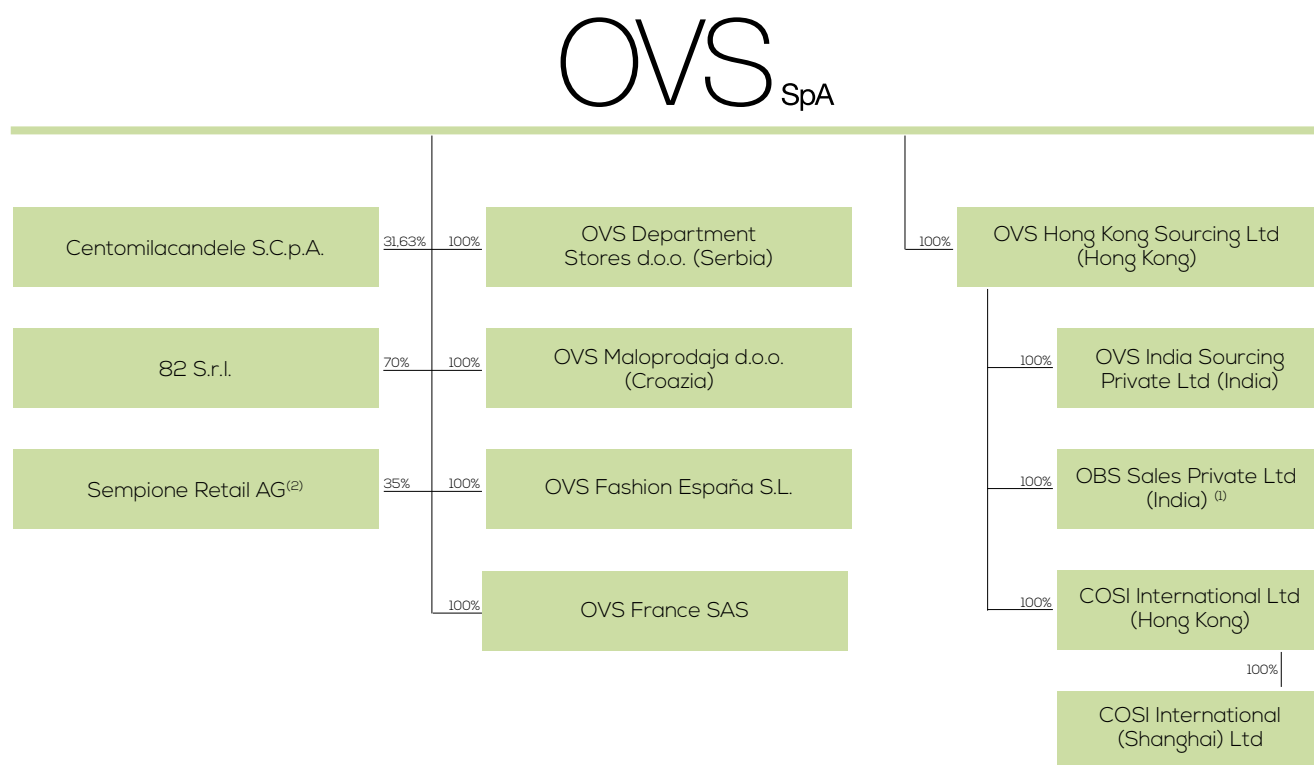 OVS SpA
Centomilacandele S.C.p.A.
31,63%
100%
OVS Department
Stores d.o.o. (Serbia)
100%
OVS Hong Kong Sourcing Ltd
(Hong Kong)
82 S.r.l.
70%
100%
OVS Maloprodaja d.o.o.
(Croazia)
100%
OVS India Sourcing
Private Ltd (India)
Sempione Retail AG(2)
35%
100%
OVS Fashion España S.L.
100%
OBS Sales Private Ltd
(India) (1)
100%
OVS France SAS
100%
COSI International Ltd
(Hong Kong)
100%
COSI International
(Shanghai) Ltd